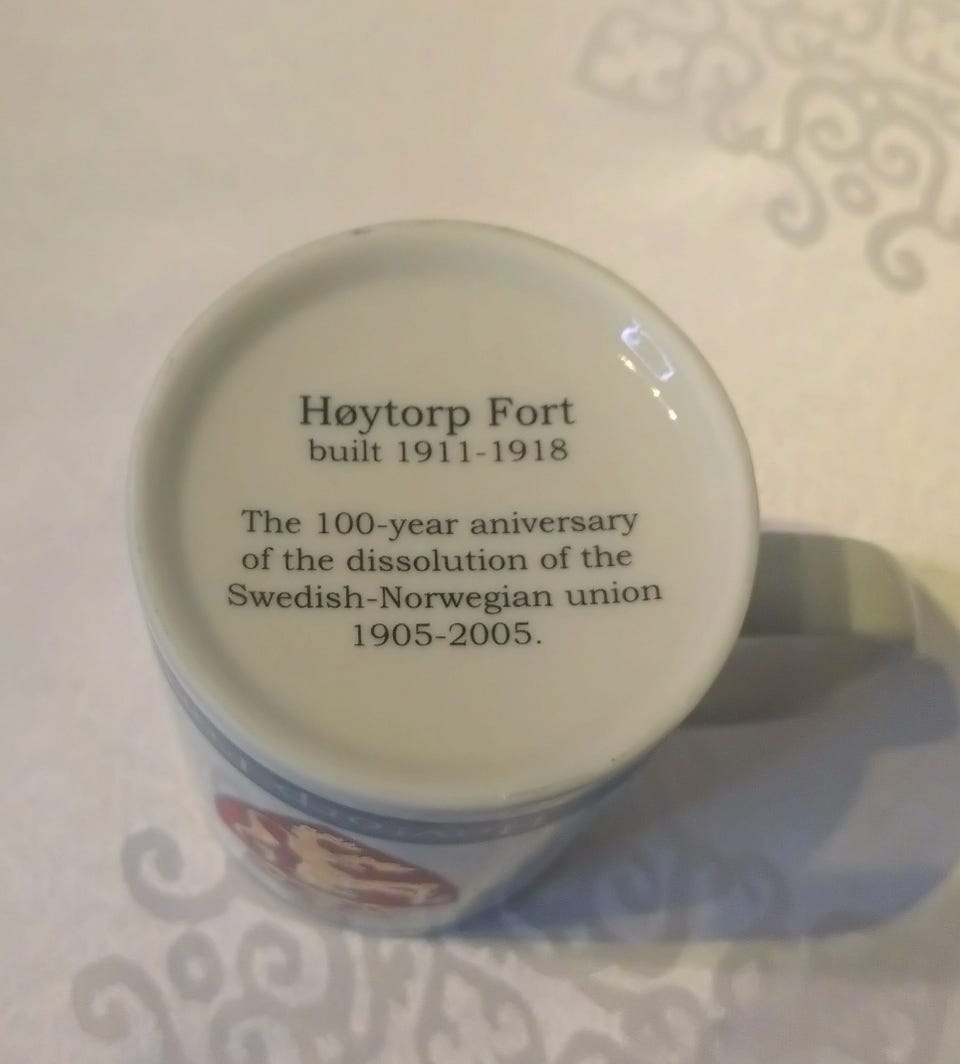 Høytorp Fort
built 1911-1918
The 100-year aniversary
of the dissolution of the
Swedish-Norwegian union
1905-2005.